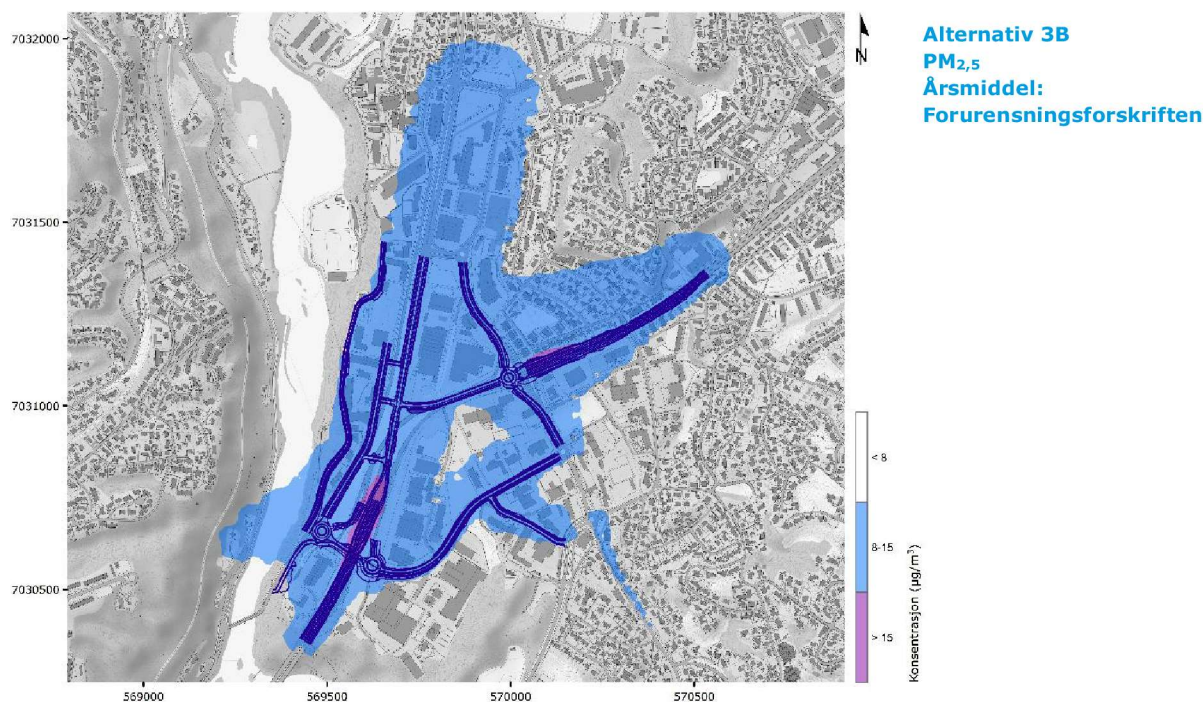 Alternativ 3B
PM2,5
Årsmiddel:
Forurensningsforskriften
N
7032000
7031500
7031000
7030500
569000
569500
570000
570500
< 8
8-15
> 15
Konsentrasjon (µg/m³)